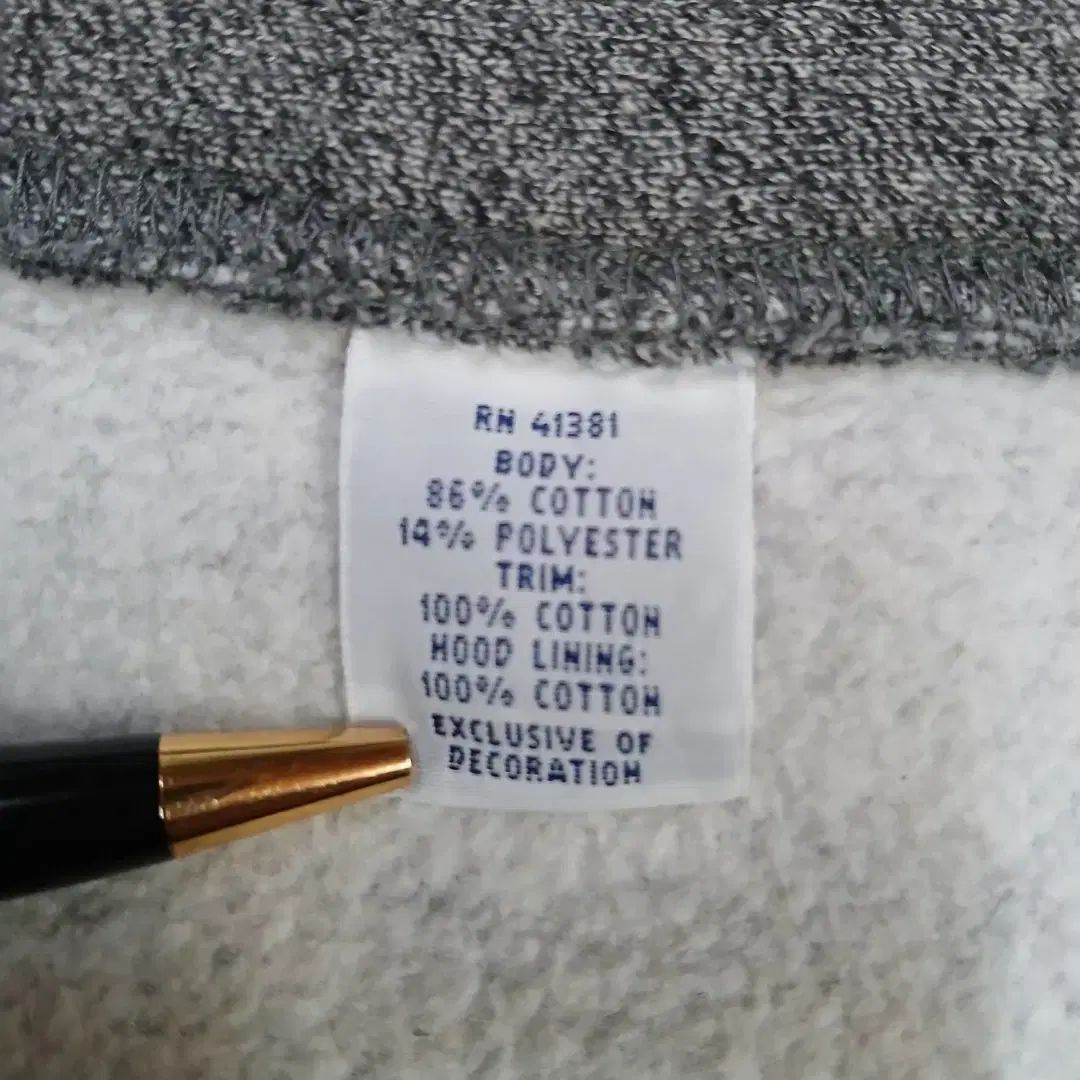 RN 41381
BODY:
86% COTTON
14% POLYESTER
TRIM:
100% COTTON
HOOD LINING:
100% COTTON
EXCLUSIVE OF
DECORATION